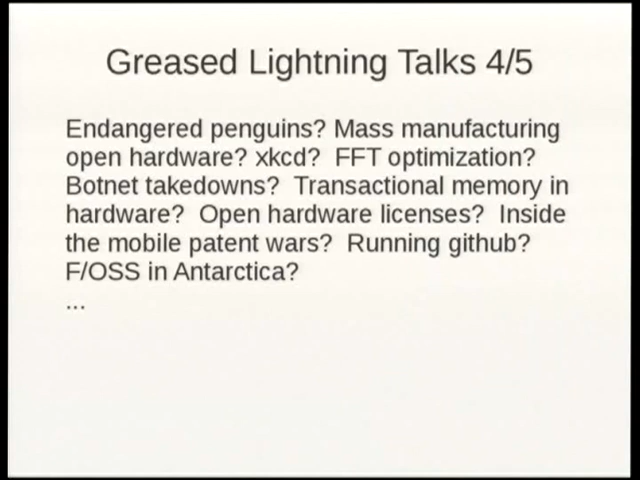 Greased Lightning Talks 4/5
Endangered penguins? Mass manufacturing
open hardware? xkcd?  FFT optimization?
Botnet takedowns?  Transactional memory in
hardware?  Open hardware licenses?  Inside
the mobile patent wars?  Running github?
F/OSS in Antarctica?
...